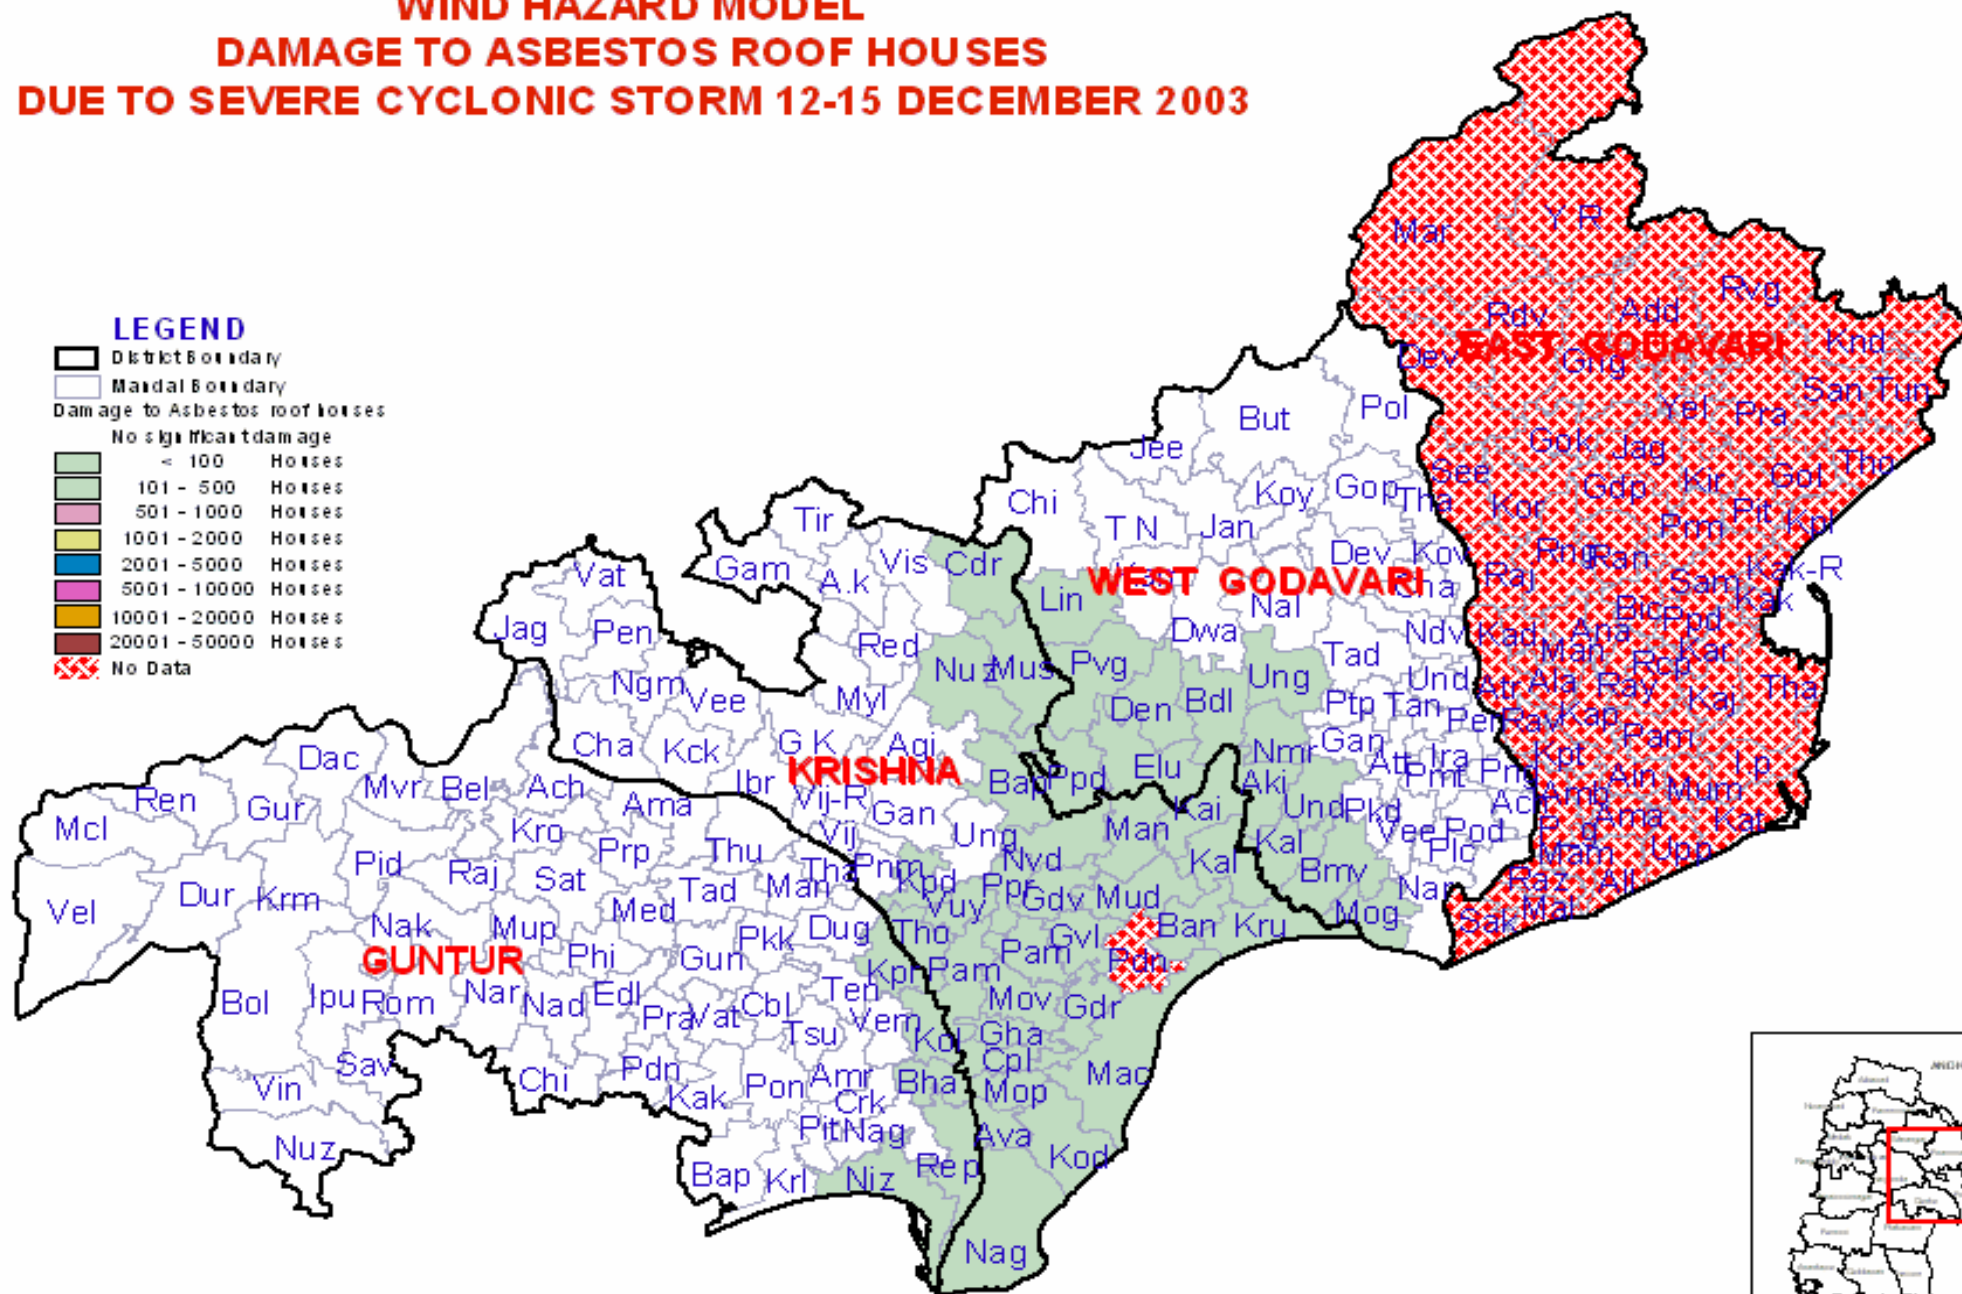 WIND HAZARD MODEL
DAMAGE TO ASBESTOS ROOF HOUSES
DUE TO SEVERE CYCLONIC STORM 12-15 DECEMBER 2003
LEGEND
District Boundary
Mandal Boundary
Damage to Asbestos roof houses
No significant damage
< 100 Houses
101 - 500 Houses
501 - 1000 Houses
1001 - 2000 Houses
2001 - 5000 Houses
5001 - 10000 Houses
10001 - 20000 Houses
20001 - 50000 Houses
No Data
EAST GODAVARI
Mar
Y R
Rvg
Rdv
Add
Knd
Dev
Gng
San
Tun
Yel
Pra
Gok
Jag
See
Gdp
Kir
Gol
Tho
Kor
Prm
Pit
Kpl
Rng
Ran
Raj
Sam
Kak-R
Kak
Bic
Ppd
Kad
Ana
Man
Rcp
Kar
Atr
Ala
Ray
Kaj
Tha
Rav
Kap
Pam
Kpt
Ain
Mum
I.p
Amb
Ama
Kat
P.g
Mam
Upp
Raz
All
Sak
Mal
WEST GODAVARI
But
Pol
Jee
Chi
Koy
Gop
Tha
T N
Jan
Dev
Kov
Kam
Cha
Lin
Nal
Dwa
Ndv
Tad
Pvg
Ung
Und
Den
Bdl
Ptp
Tan
Per
Nmr
Gan
Att
Ira
Pmt
Elu
Ppd
Aki
Und
Pkd
Ach
Vee
Pod
Plc
Kal
Bmv
Nar
Mog
KRISHNA
Tir
Gam
A.k
Vis
Cdr
Vat
Jag
Pen
Red
Nuz
Mus
Ngm
Vee
Myl
Cha
Kck
G K
Agi
Ibr
Bap
Vij-R
Gan
Vij
Ung
Man
Kai
Kal
Nvd
Pnm
Kpd
Ppr
Vuy
Gdv
Mud
Ban
Kru
Tho
Pam
Gvl
Pdn
Pam
Mov
Gdr
Gha
Cpl
Mop
Mac
Ava
Kod
Nag
GUNTUR
Dac
Ren
Gur
Mvr
Bel
Ach
Ama
Mcl
Kro
Prp
Thu
Tha
Pid
Raj
Sat
Tad
Man
Vel
Dur
Krm
Med
Nak
Mup
Pkk
Dug
Phi
Gun
Kpr
Bol
Ipu
Rom
Nar
Nad
Edl
Pra
Vat
Cbl
Ten
Tsu
Vem
Kol
Sav
Vin
Chi
Pdn
Kak
Pon
Amr
Crk
Bha
Pit
Nag
Nuz
Bap
Krl
Niz
Rep